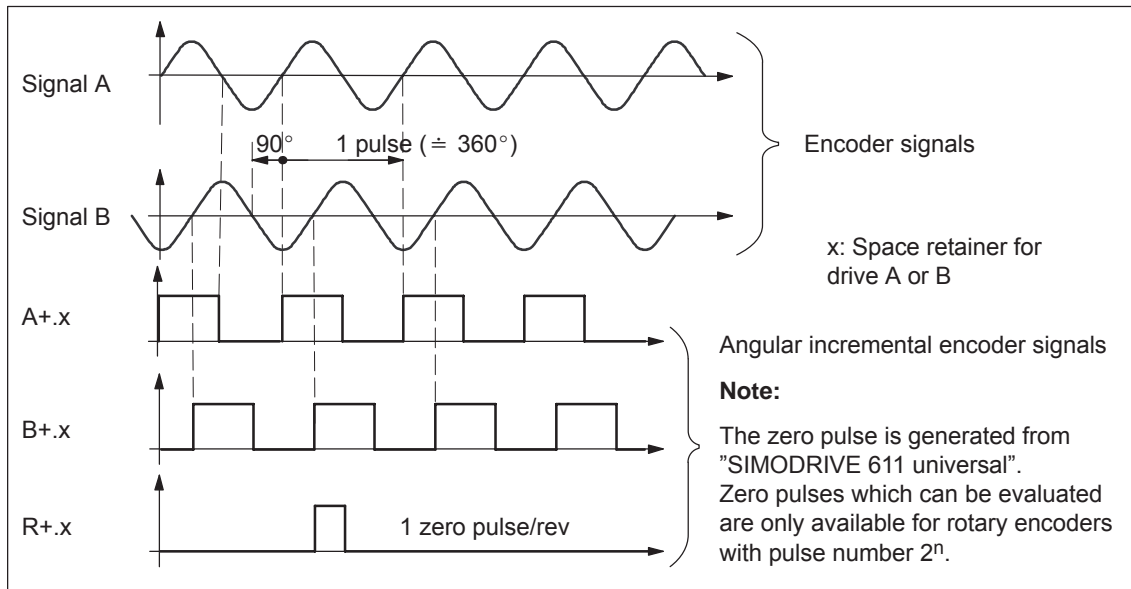 Signal A
90° 1 pulse (≐ 360°)
Encoder signals
Signal B
x: Space retainer for
drive A or B
A+.x
Angular incremental encoder signals
Note:
B+.x
The zero pulse is generated from
”SIMODRIVE 611 universal”.
Zero pulses which can be evaluated
are only available for rotary encoders
with pulse number 2ⁿ.
R+.x
1 zero pulse/rev